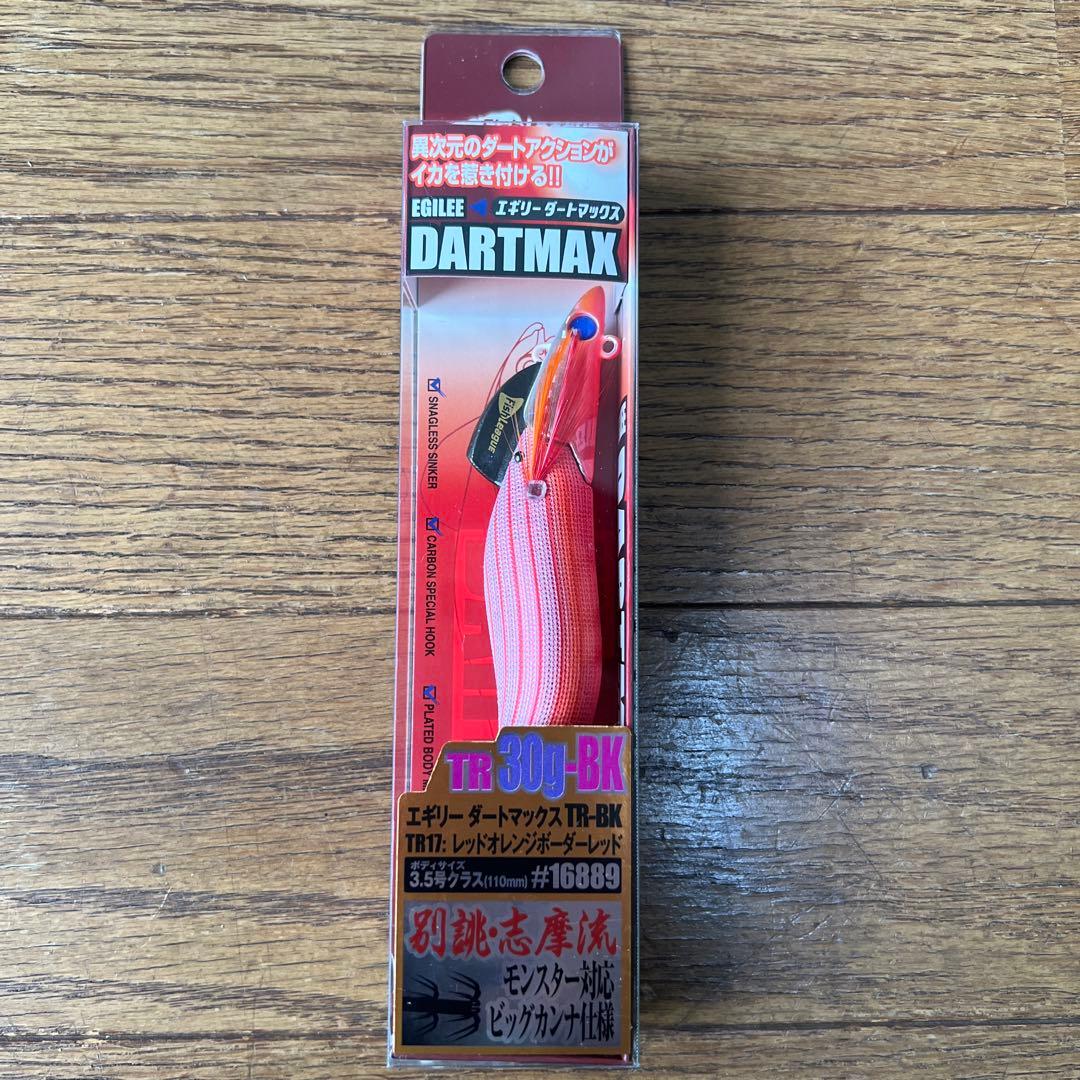 異次元のダートアクションが
イカを惹き付ける!!
EGILEE エギリー ダートマックス
DARTMAX
FishLeague
SNAGLESS SINKER
CARBON SPECIAL HOOK
PLATED BODY
TR 30g-BK
エギリー ダートマックス TR-BK
TR17: レッドオレンジボーダーレッド
ボディサイズ
3.5号クラス(110mm) #16889
別誂・志摩流
モンスター対応
ビッグカンナ仕様